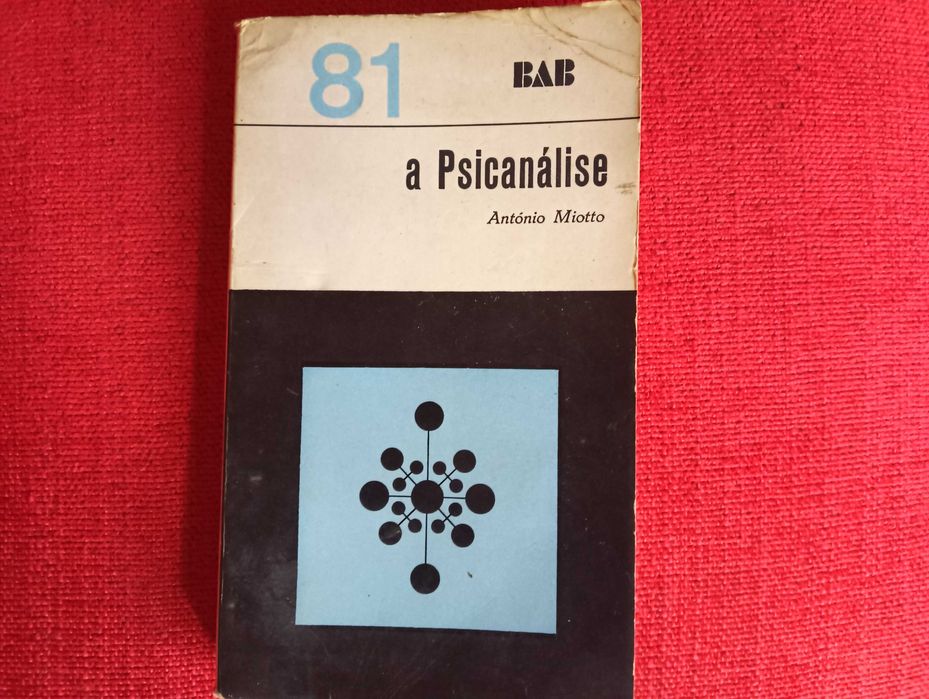 81 BAB
a Psicanálise
António Miotto